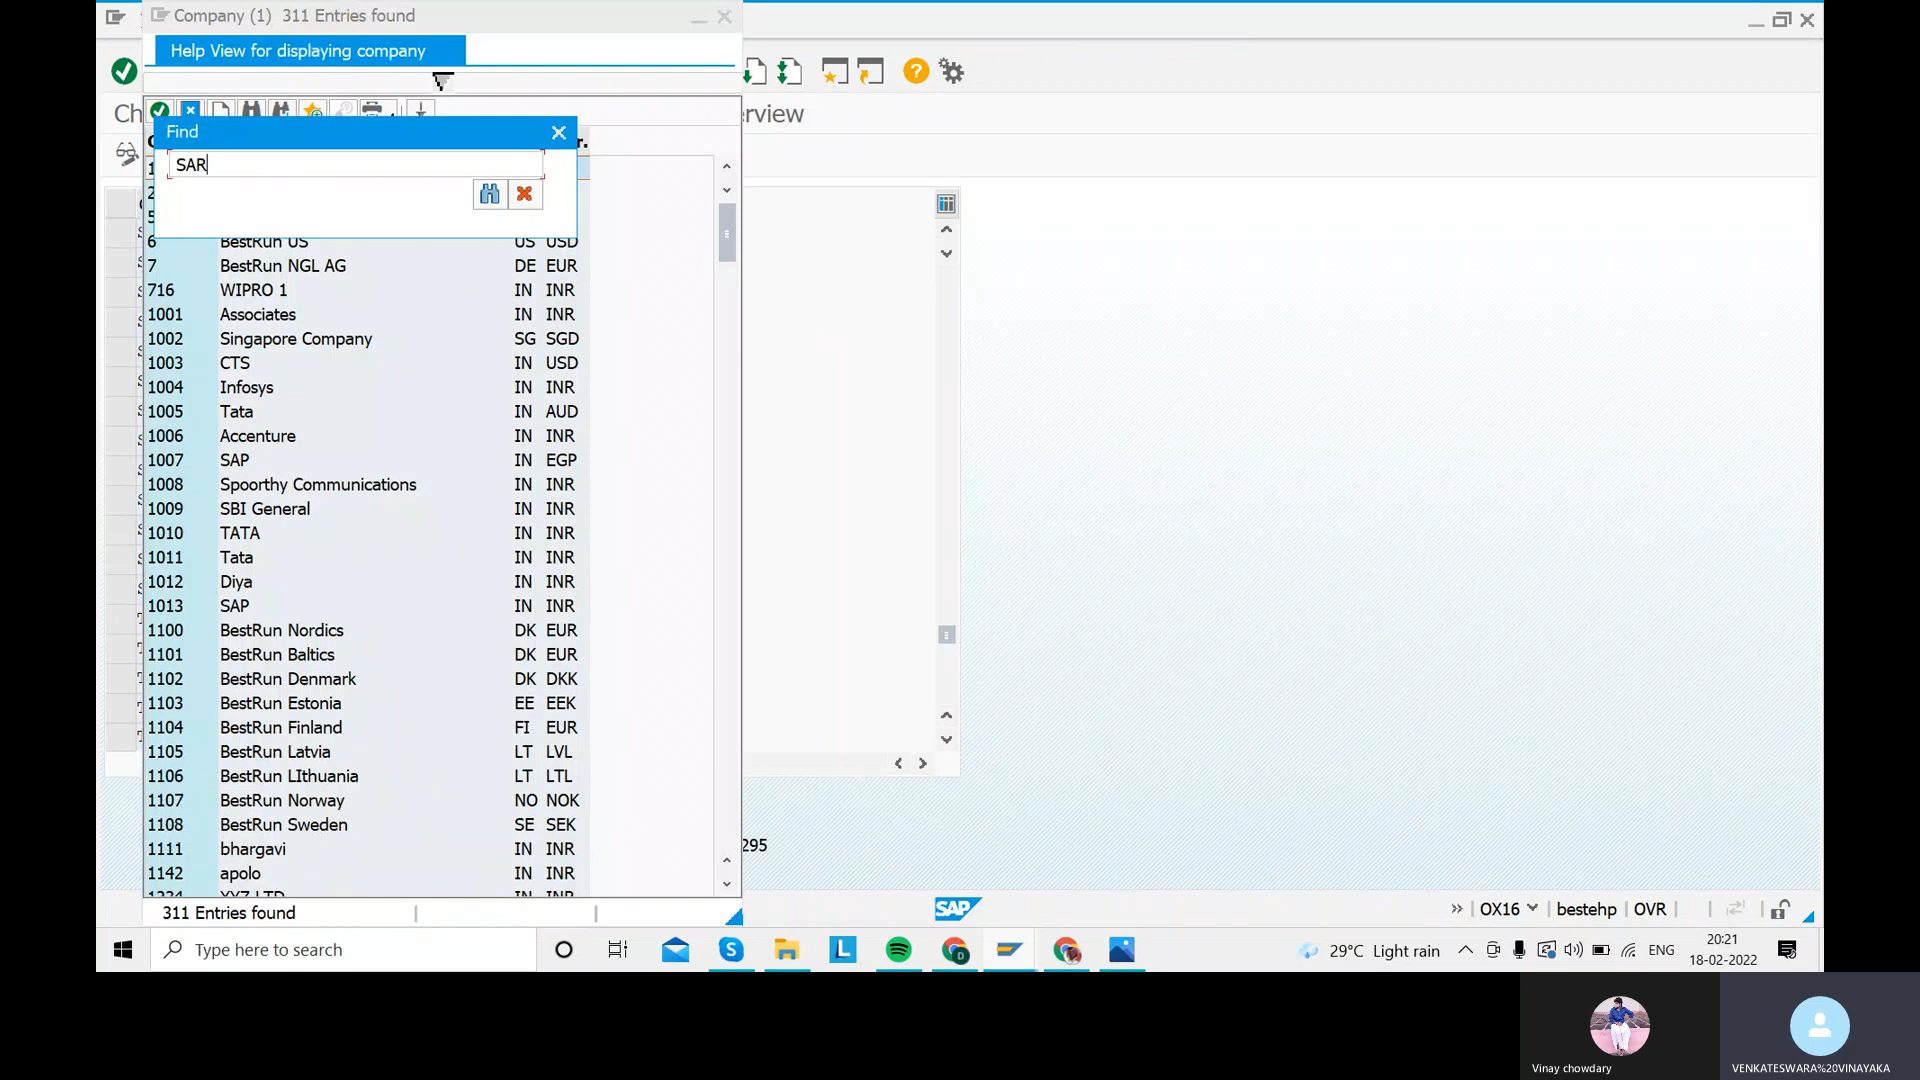 Company (1) 311 Entries found
Help View for displaying company
Ch
rview
Find
r.
SAR
6 BestRun US US USD
7 BestRun NGL AG DE EUR
716 WIPRO 1 IN INR
1001 Associates IN INR
1002 Singapore Company SG SGD
1003 CTS IN USD
1004 Infosys IN INR
1005 Tata IN AUD
1006 Accenture IN INR
1007 SAP IN EGP
1008 Spoorthy Communications IN INR
1009 SBI General IN INR
1010 TATA IN INR
1011 Tata IN INR
1012 Diya IN INR
1013 SAP IN INR
1100 BestRun Nordics DK EUR
1101 BestRun Baltics DK EUR
1102 BestRun Denmark DK DKK
1103 BestRun Estonia EE EEK
1104 BestRun Finland FI EUR
1105 BestRun Latvia LT LVL
1106 BestRun LIthuania LT LTL
1107 BestRun Norway NO NOK
1108 BestRun Sweden SE SEK
1111 bhargavi IN INR
1142 apolo IN INR
1234 XYZ LTD IN INR
295
311 Entries found
SAP
OX16 bestehp OVR
Type here to search
29°C Light rain
ENG
20:21
18-02-2022
Vinay chowdary
VENKATESWARA%20VINAYAKA